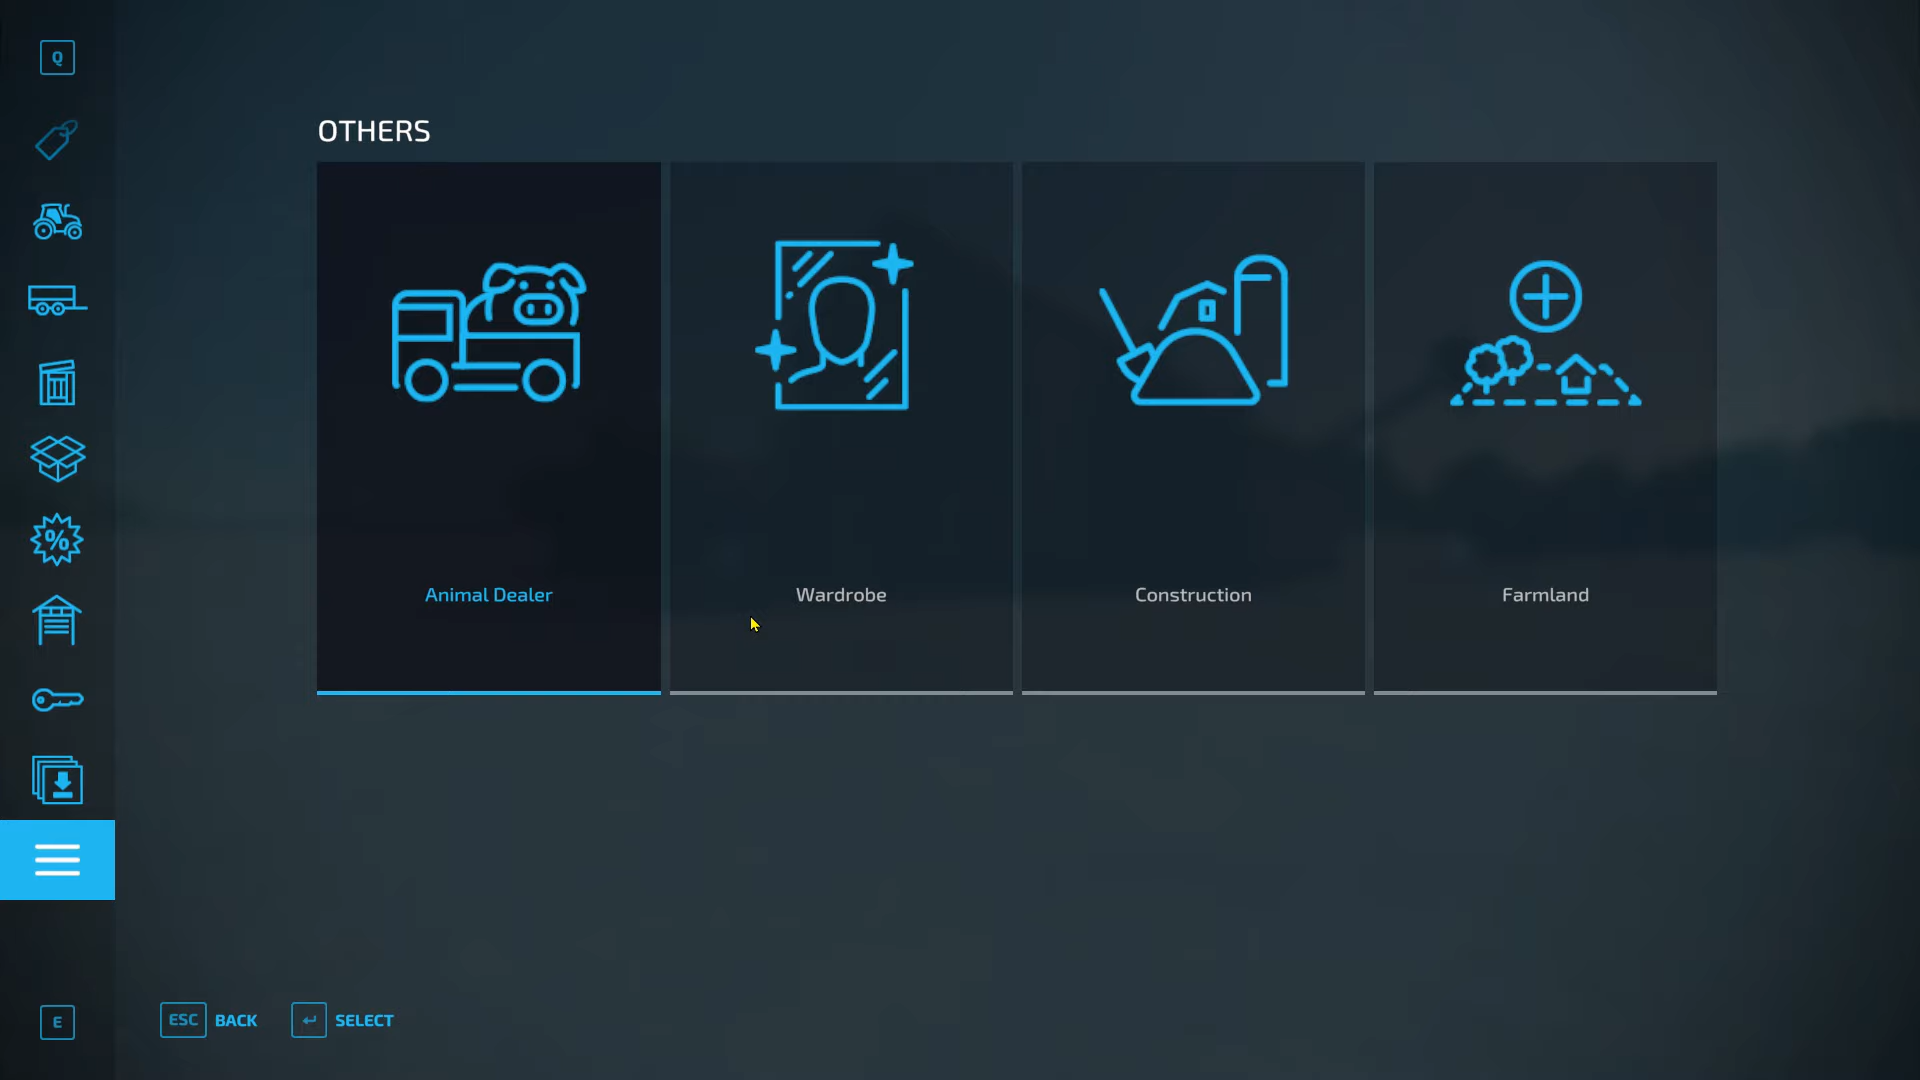 Q
OTHERS
%
Animal Dealer
Wardrobe
Construction
Farmland
E
ESC BACK
SELECT